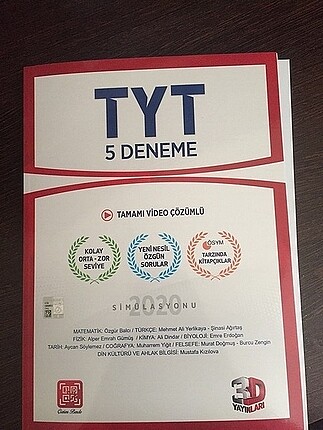 TYT
5 DENEME
TAMAMI VİDEO ÇÖZÜMLÜ
KOLAY
ORTA - ZOR
SEVİYE
YENİ NESİL
ÖZGÜN
SORULAR
ÖSYM
TARZINDA
KİTAPÇIKLAR
2020
SİMÜLASYONU
MATEMATİK: Özgür Balcı / TÜRKÇE: Mehmet Ali Yerlikaya - Şinasi Ağırtaş
FİZİK: Alper Emrah Gümüş / KİMYA: Ali Dindar / BİYOLOJİ: Emre Erdoğan
TARİH: Aycan Söylemez / COĞRAFYA: Muharrem Yiğit / FELSEFE: Murat Doğmuş - Burcu Zengin
DİN KÜLTÜRÜ VE AHLAK BİLGİSİ: Mustafa Kızılova
3D
YAYINLARI